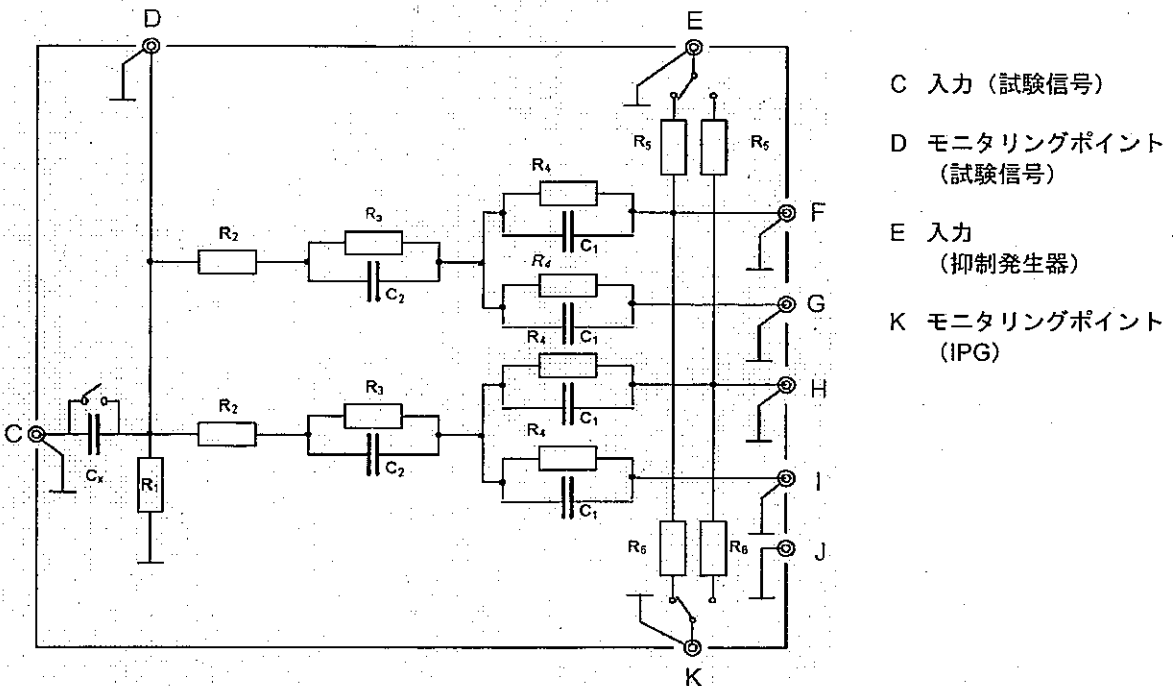 D
E
R₅
R₅
R₄
C₁
F
R₂
R₃
C₂
R₄
C₁
G
R₄
C₁
H
R₂
R₃
C₂
R₄
C₁
I
C
Cₓ
R₁
R₆
R₆
J
K
C 入力（試験信号）
D モニタリングポイント
（試験信号）
E 入力
（抑制発生器）
K モニタリングポイント
（IPG）